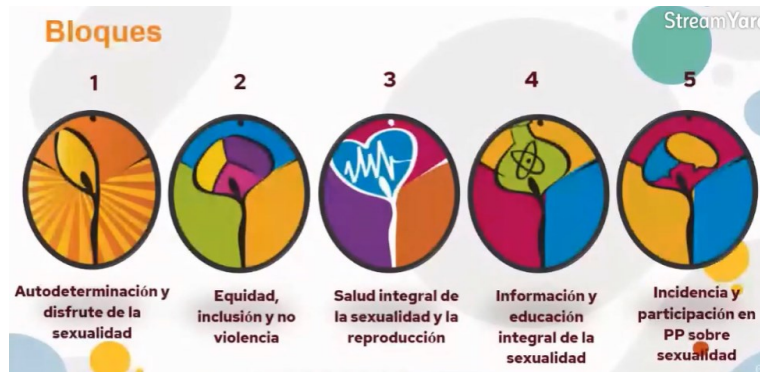 Bloques
StreamYard
1
2
3
4
5
Autodeterminación y
disfrute de la
sexualidad
Equidad,
inclusión y no
violencia
Salud integral de
la sexualidad y la
reproducción
Información y
educación
integral de la
sexualidad
Incidencia y
participación en
PP sobre
sexualidad